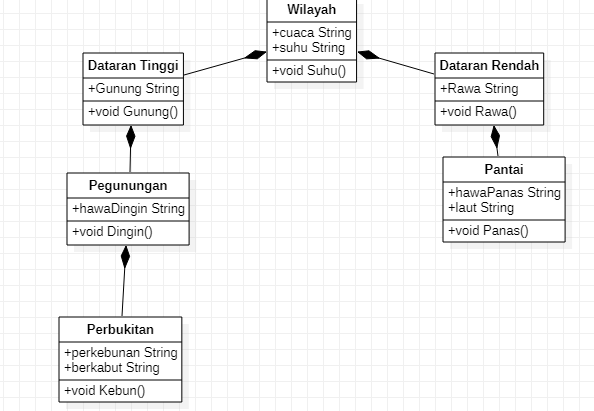 Wilayah
+cuaca String
+suhu String
+void Suhu()
Dataran Tinggi
+Gunung String
+void Gunung()
Dataran Rendah
+Rawa String
+void Rawa()
Pegunungan
+hawaDingin String
+void Dingin()
Pantai
+hawaPanas String
+laut String
+void Panas()
Perbukitan
+perkebunan String
+berkabut String
+void Kebun()